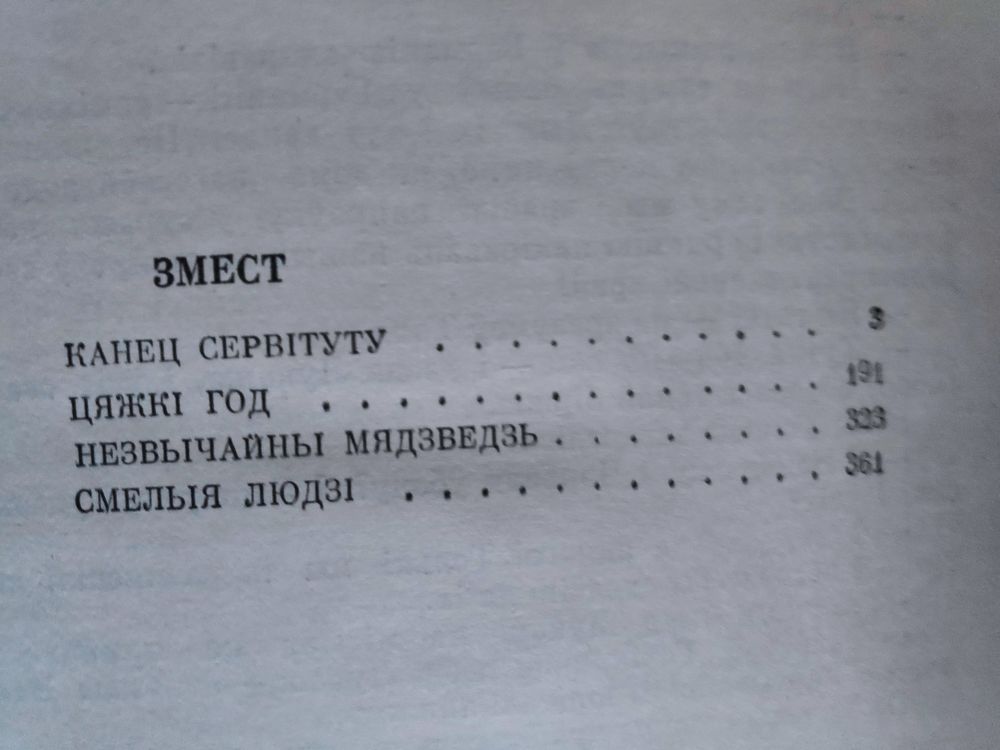 ЗМЕСТ
КАНЕЦ СЕРВІТУТУ . . . . . . . . . . . 3
ЦЯЖКІ ГОД . . . . . . . . . . . . . . 191
НЕЗВЫЧАЙНЫ МЯДЗВЕДЗЬ . . . . . . . . 323
СМЕЛЫЯ ЛЮДЗІ . . . . . . . . . . . . 361